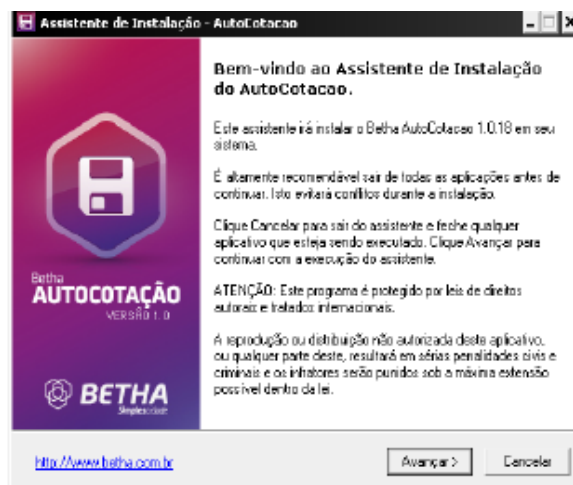 Assistente de Instalação - AutoCotacao
Bem-vindo ao Assistente de Instalação
do AutoCotacao.
Este assistente irá instalar o Betha AutoCotacao 1.0.18 em seu
sistema.
É altamente recomendável sair de todas as aplicações antes de
continuar. Isto evitará conflitos durante a instalação.
Clique Cancelar para sair do assistente e feche qualquer
aplicativo que esteja sendo executado. Clique Avançar para
continuar com a execução do assistente.
ATENÇÃO: Este programa é protegido por leis de direitos
autorais e tratados internacionais.
A reprodução ou distribuição não autorizada deste aplicativo,
ou qualquer parte deste, resultará em sérias penalidades civis e
criminais e os infratores serão punidos sob a máxima extensão
possível dentro da lei.
Betha
AUTOCOTAÇÃO
VERSÃO 1.0
BETHA
http://www.betha.com.br
Avançar >
Cancelar